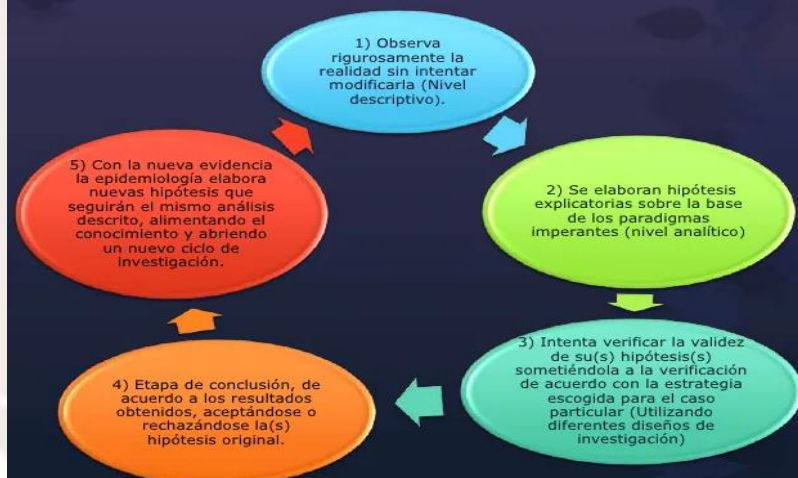 1) Observa
rigurosamente la
realidad sin intentar
modificarla (Nivel
descriptivo).
2) Se elaboran hipótesis
explicatorias sobre la base
de los paradigmas
imperantes (nivel analítico)
3) Intenta verificar la validez
de su(s) hipótesis(s)
sometiéndola a la verificación
de acuerdo con la estrategia
escogida para el caso
particular (Utilizando
diferentes diseños de
investigación)
4) Etapa de conclusión, de
acuerdo a los resultados
obtenidos, aceptándose o
rechazándose la(s)
hipótesis original.
5) Con la nueva evidencia
la epidemiología elabora
nuevas hipótesis que
seguirán el mismo análisis
descrito, alimentando el
conocimiento y abriendo
un nuevo ciclo de
investigación.